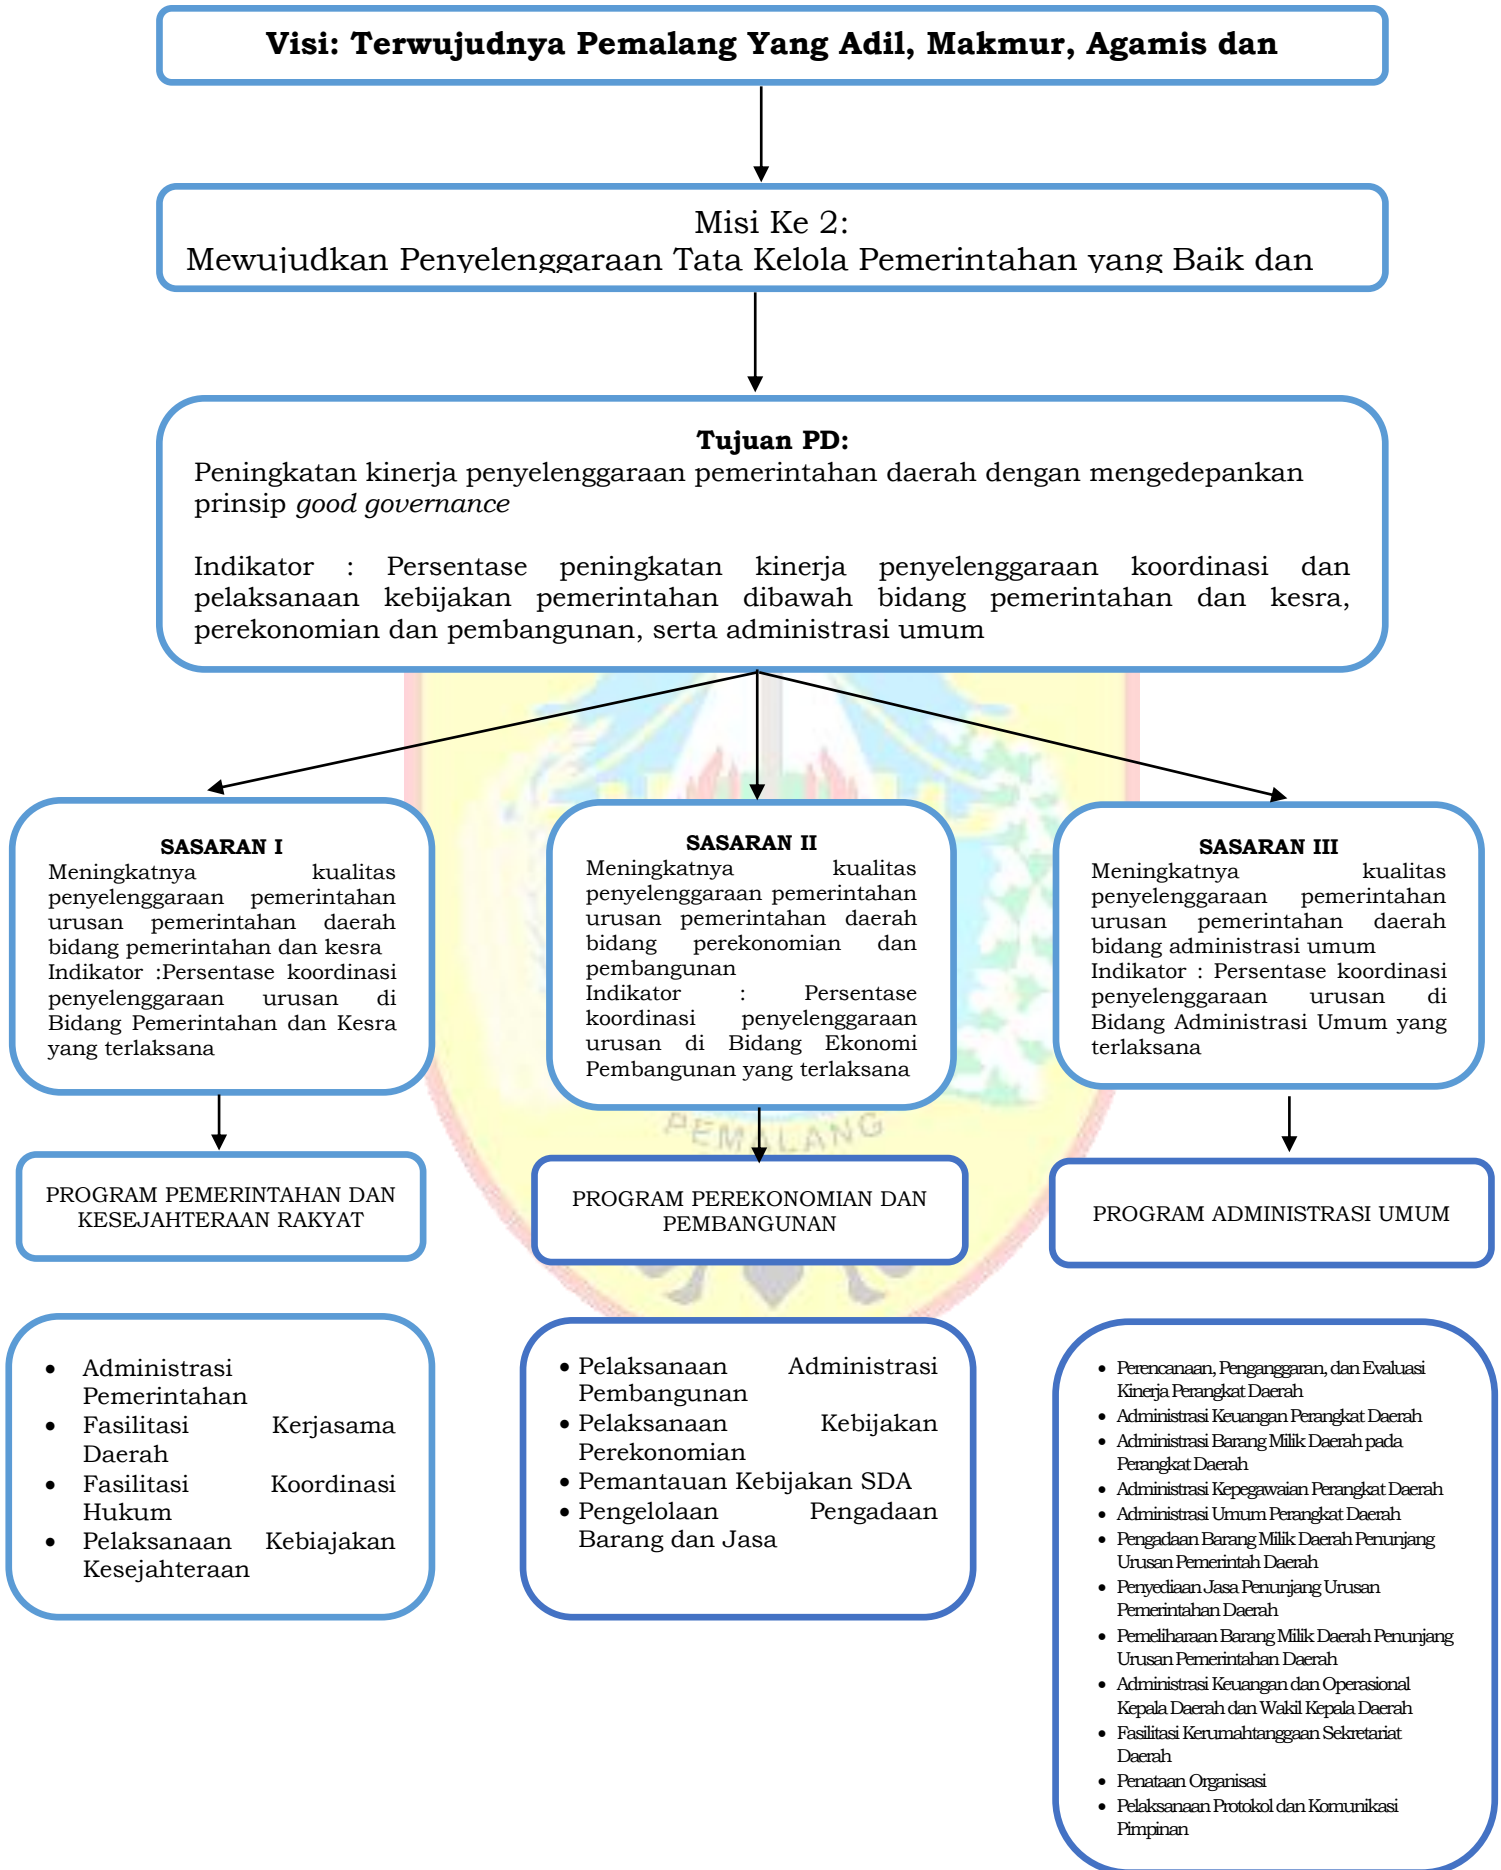 Visi: Terwujudnya Pemalang Yang Adil, Makmur, Agamis dan
Misi Ke 2:
Mewujudkan Penyelenggaraan Tata Kelola Pemerintahan yang Baik dan
Tujuan PD:
Peningkatan kinerja penyelenggaraan pemerintahan daerah dengan mengedepankan
prinsip good governance
Indikator : Persentase peningkatan kinerja penyelenggaraan koordinasi dan
pelaksanaan kebijakan pemerintahan dibawah bidang pemerintahan dan kesra,
perekonomian dan pembangunan, serta administrasi umum
SASARAN I
Meningkatnya kualitas
penyelenggaraan pemerintahan
urusan pemerintahan daerah
bidang pemerintahan dan kesra
Indikator :Persentase koordinasi
penyelenggaraan urusan di
Bidang Pemerintahan dan Kesra
yang terlaksana
SASARAN II
Meningkatnya kualitas
penyelenggaraan pemerintahan
urusan pemerintahan daerah
bidang perekonomian dan
pembangunan
Indikator : Persentase
koordinasi penyelenggaraan
urusan di Bidang Ekonomi
Pembangunan yang terlaksana
SASARAN III
Meningkatnya kualitas
penyelenggaraan pemerintahan
urusan pemerintahan daerah
bidang administrasi umum
Indikator : Persentase koordinasi
penyelenggaraan urusan di
Bidang Administrasi Umum yang
terlaksana
PEMALANG
PROGRAM PEMERINTAHAN DAN
KESEJAHTERAAN RAKYAT
PROGRAM PEREKONOMIAN DAN
PEMBANGUNAN
PROGRAM ADMINISTRASI UMUM
• Administrasi
Pemerintahan
• Fasilitasi Kerjasama
Daerah
• Fasilitasi Koordinasi
Hukum
• Pelaksanaan Kebiajakan
Kesejahteraan
• Pelaksanaan Administrasi
Pembangunan
• Pelaksanaan Kebijakan
Perekonomian
• Pemantauan Kebijakan SDA
• Pengelolaan Pengadaan
Barang dan Jasa
• Perencanaan, Penganggaran, dan Evaluasi
Kinerja Perangkat Daerah
• Administrasi Keuangan Perangkat Daerah
• Administrasi Barang Milik Daerah pada
Perangkat Daerah
• Administrasi Kepegawaian Perangkat Daerah
• Administrasi Umum Perangkat Daerah
• Pengadaan Barang Milik Daerah Penunjang
Urusan Pemerintah Daerah
• Penyediaan Jasa Penunjang Urusan
Pemerintahan Daerah
• Pemeliharaan Barang Milik Daerah Penunjang
Urusan Pemerintahan Daerah
• Administrasi Keuangan dan Operasional
Kepala Daerah dan Wakil Kepala Daerah
• Fasilitasi Kerumahtanggaan Sekretariat
Daerah
• Penataan Organisasi
• Pelaksanaan Protokol dan Komunikasi
Pimpinan